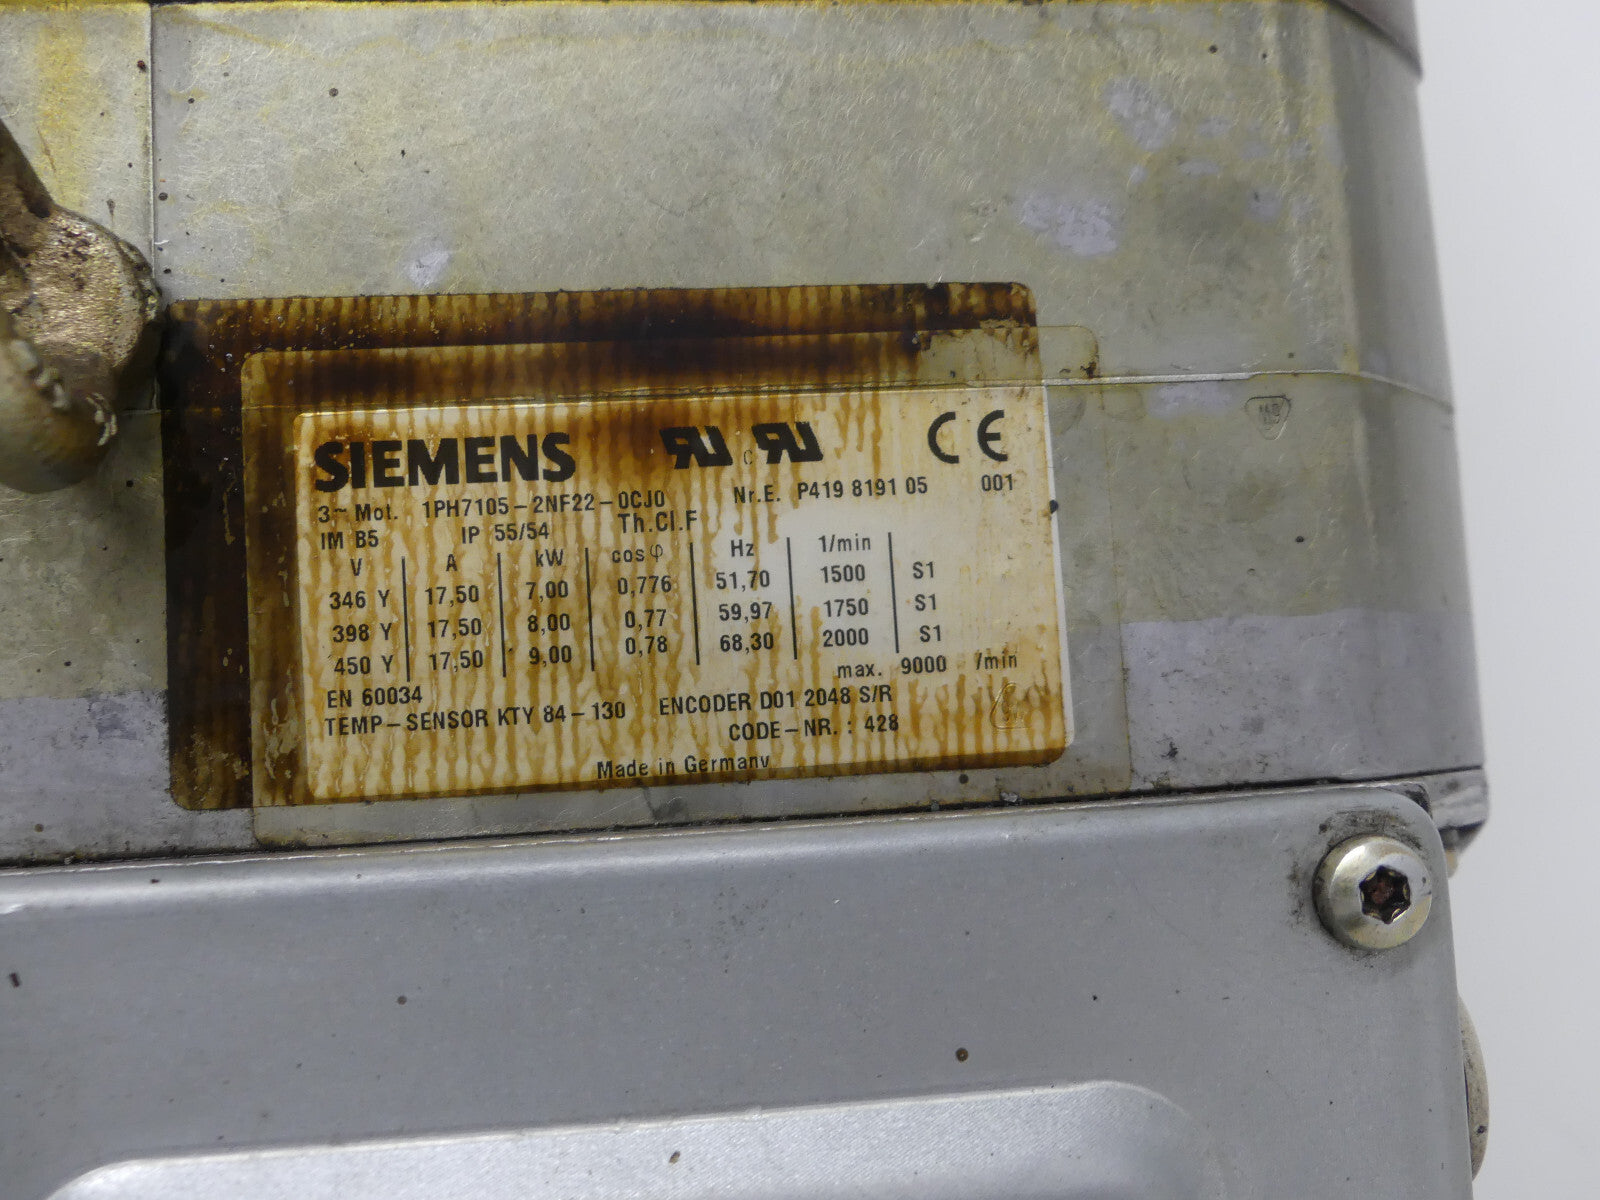 SIEMENS
3~ Mot. 1PH7105-2NF22-0CJ0 Nr.E. P419 8191 05 001
IM B5 IP 55/54 Th.Cl.F
V A kW cosφ Hz 1/min
346 Y 17,50 7,00 0,776 51,70 1500 S1
398 Y 17,50 8,00 0,77 59,97 1750 S1
450 Y 17,50 9,00 0,78 68,30 2000 S1
max. 9000 /min
EN 60034
TEMP-SENSOR KTY 84-130 ENCODER D01 2048 S/R
CODE-NR. : 428
Made in Germany